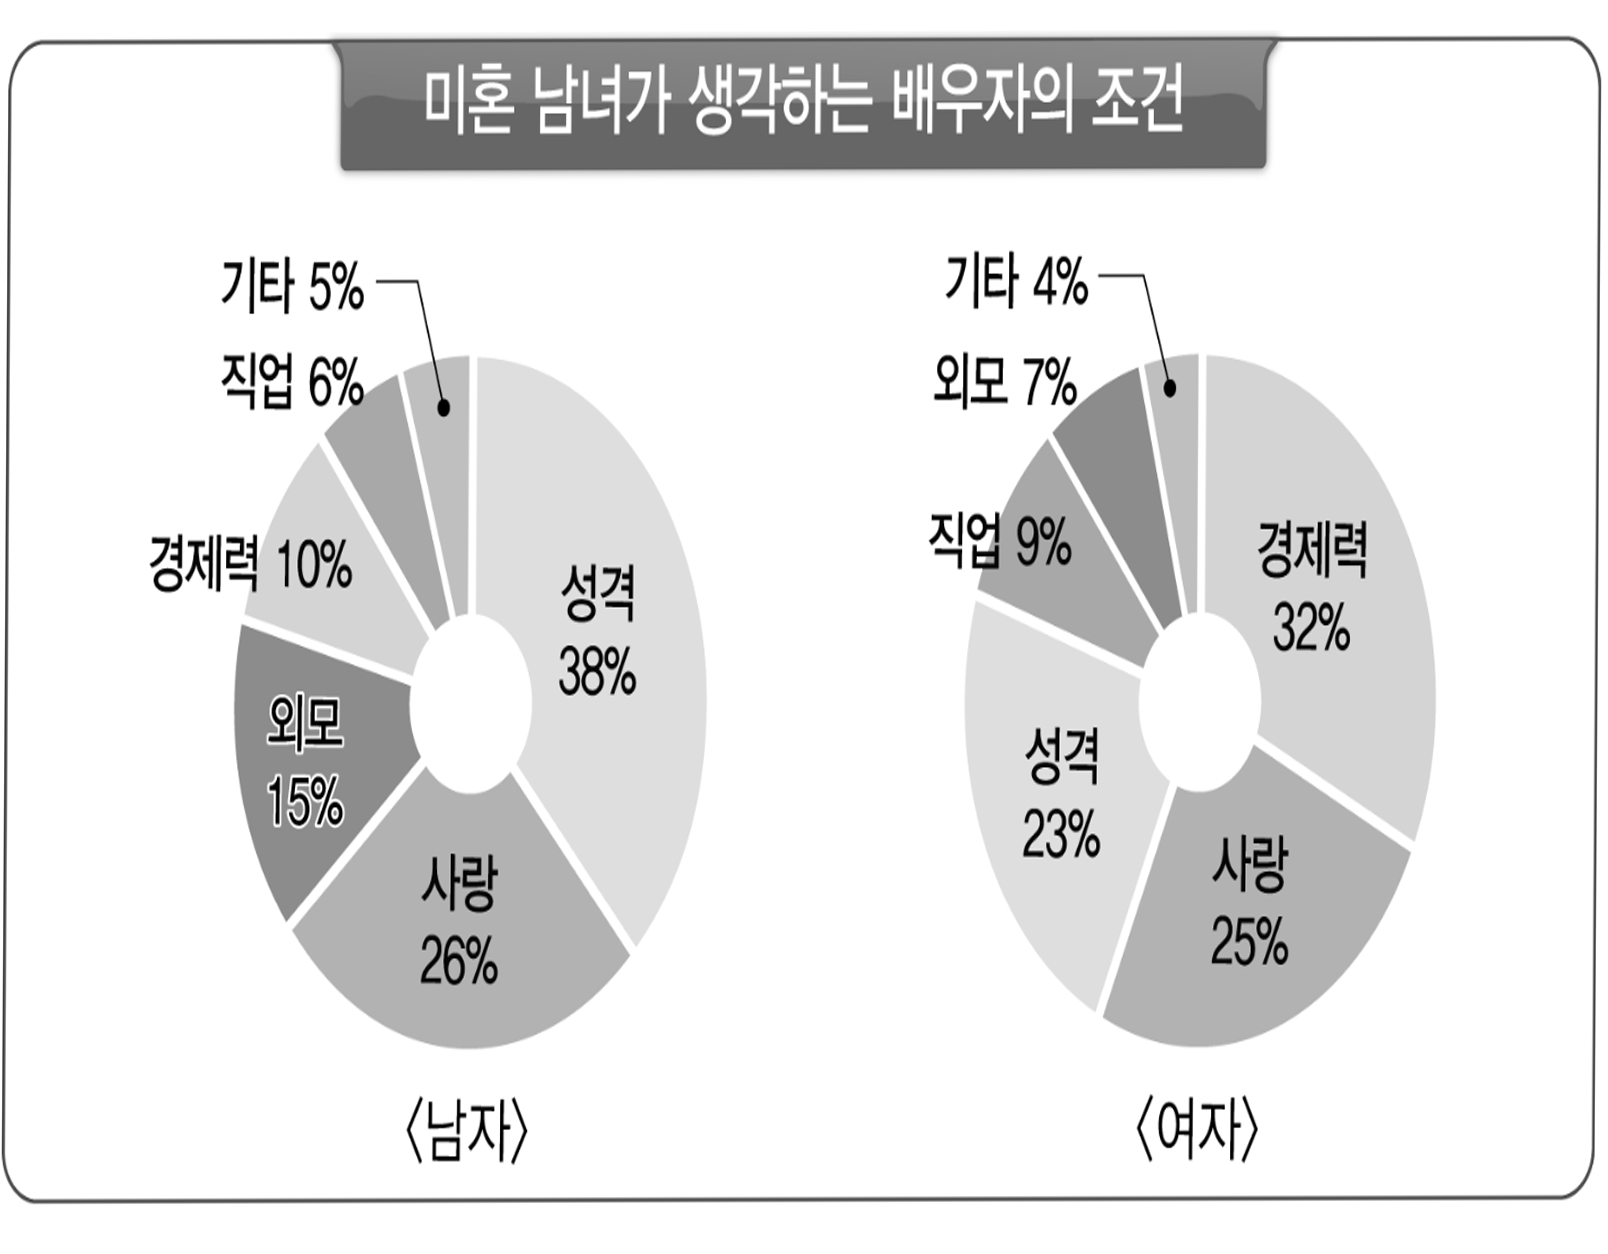 미혼 남녀가 생각하는 배우자의 조건
기타 5%
직업 6%
경제력 10%
외모
15%
사랑
26%
성격
38%
<남자>
기타 4%
외모 7%
직업 9%
성격
23%
사랑
25%
경제력
32%
<여자>